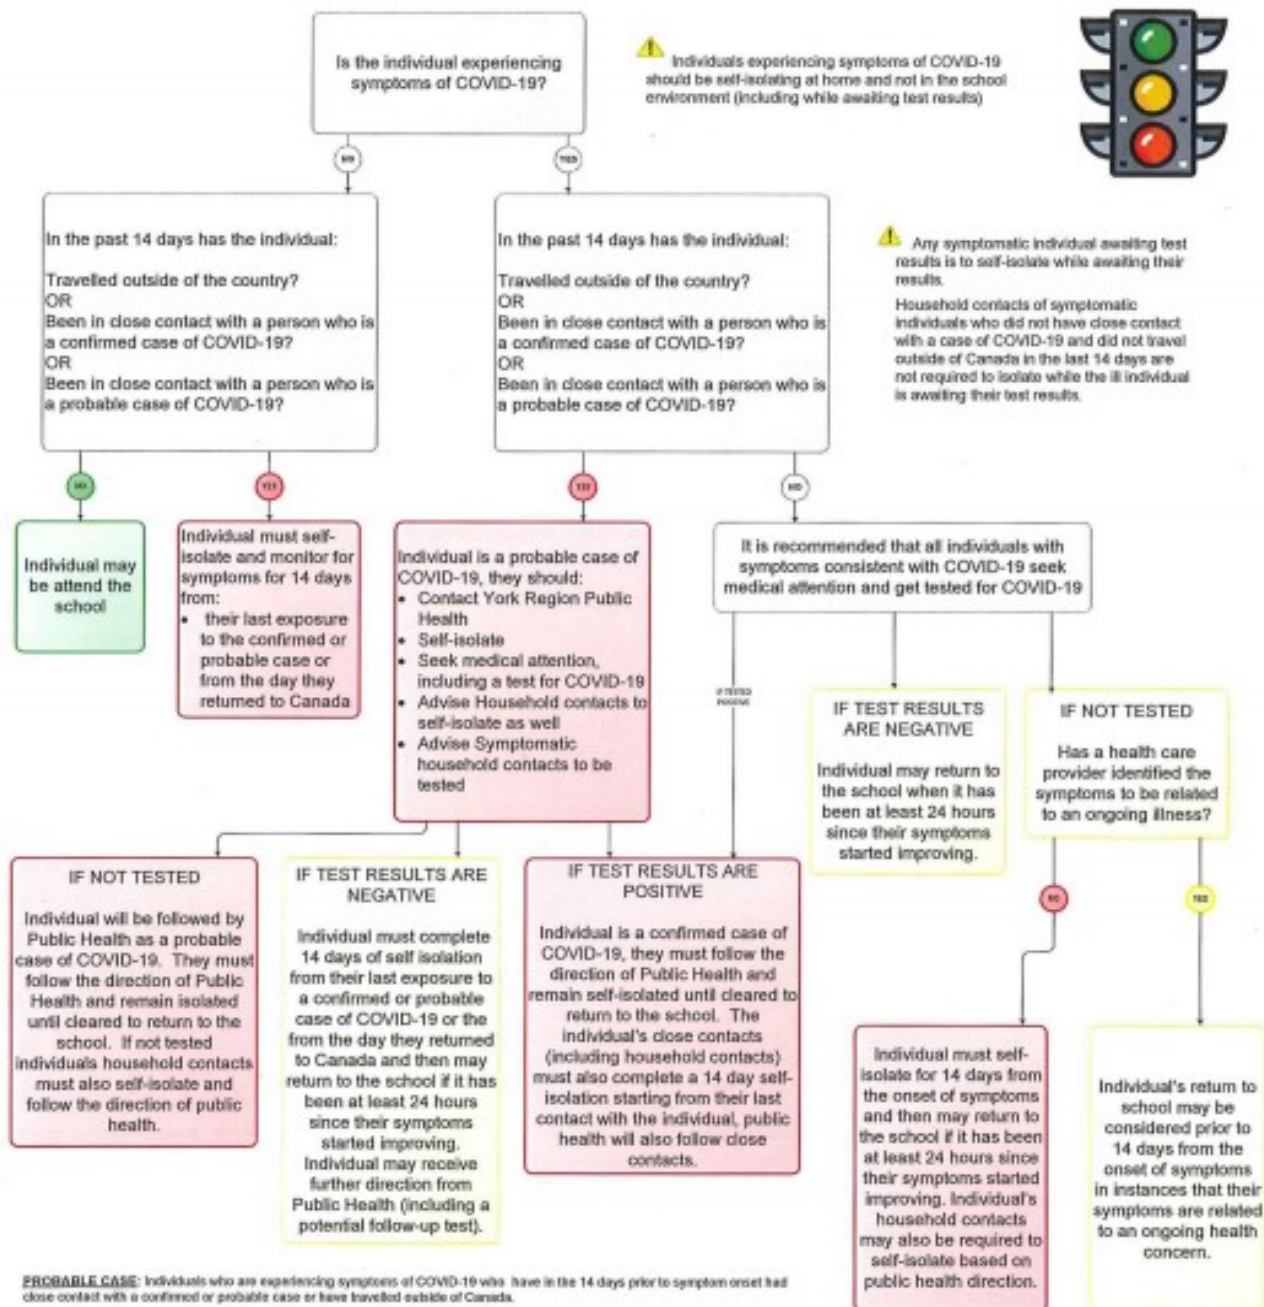 Is the individual experiencing
symptoms of COVID-19?
Individuals experiencing symptoms of COVID-19
should be self-isolating at home and not in the school
environment (including while awaiting test results)
NO
YES
In the past 14 days has the individual:
Travelled outside of the country?
OR
Been in close contact with a person who is
a confirmed case of COVID-19?
OR
Been in close contact with a person who is
a probable case of COVID-19?
In the past 14 days has the individual:
Travelled outside of the country?
OR
Been in close contact with a person who is
a confirmed case of COVID-19?
OR
Been in close contact with a person who is
a probable case of COVID-19?
Any symptomatic individual awaiting test
results is to self-isolate while awaiting their
results.
Household contacts of symptomatic
individuals who did not have close contact
with a case of COVID-19 and did not travel
outside of Canada in the last 14 days are
not required to isolate while the ill individual
is awaiting their test results.
NO
YES
YES
NO
Individual may
be attend the
school
Individual must self-
isolate and monitor for
symptoms for 14 days
from:
• their last exposure
to the confirmed or
probable case or
from the day they
returned to Canada
Individual is a probable case of
COVID-19, they should:
• Contact York Region Public
Health
• Self-isolate
• Seek medical attention,
including a test for COVID-19
• Advise Household contacts to
self-isolate as well
• Advise Symptomatic
household contacts to be
tested
It is recommended that all individuals with
symptoms consistent with COVID-19 seek
medical attention and get tested for COVID-19
IF TESTED
POSITIVE
IF TEST RESULTS
ARE NEGATIVE
Individual may return to
the school when it has
been at least 24 hours
since their symptoms
started improving.
IF NOT TESTED
Has a health care
provider identified the
symptoms to be related
to an ongoing illness?
NO
YES
IF NOT TESTED
Individual will be followed by
Public Health as a probable
case of COVID-19. They must
follow the direction of Public
Health and remain isolated
until cleared to return to the
school. If not tested
individuals household contacts
must also self-isolate and
follow the direction of public
health.
IF TEST RESULTS ARE
NEGATIVE
Individual must complete
14 days of self isolation
from their last exposure to
a confirmed or probable
case of COVID-19 or the
from the day they returned
to Canada and then may
return to the school if it has
been at least 24 hours
since their symptoms
started improving.
Individual may receive
further direction from
Public Health (including a
potential follow-up test).
IF TEST RESULTS ARE
POSITIVE
Individual is a confirmed case of
COVID-19, they must follow the
direction of Public Health and
remain self-isolated until cleared to
return to the school. The
individual's close contacts
(including household contacts)
must also complete a 14 day self-
isolation starting from their last
contact with the individual, public
health will also follow close
contacts.
Individual must self-
isolate for 14 days from
the onset of symptoms
and then may return to
the school if it has been
at least 24 hours since
their symptoms started
improving. Individual's
household contacts
may also be required to
self-isolate based on
public health direction.
Individual's return to
school may be
considered prior to
14 days from the
onset of symptoms
in instances that their
symptoms are related
to an ongoing health
concern.
PROBABLE CASE: Individuals who are experiencing symptoms of COVID-19 who have in the 14 days prior to symptom onset had
close contact with a confirmed or probable case or have travelled outside of Canada.